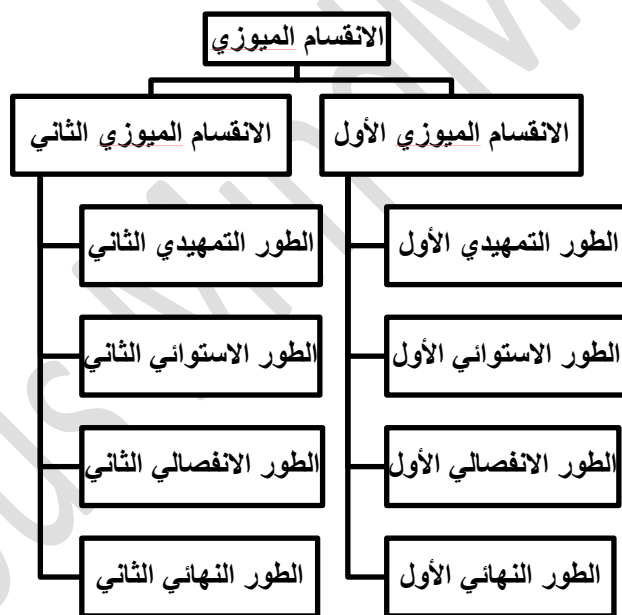 الانقسام الميوزي
الانقسام الميوزي الأول
الطور التمهيدي الأول
الطور الاستوائي الأول
الطور الانفصالي الأول
الطور النهائي الأول
الانقسام الميوزي الثاني
الطور التمهيدي الثاني
الطور الاستوائي الثاني
الطور الانفصالي الثاني
الطور النهائي الثاني